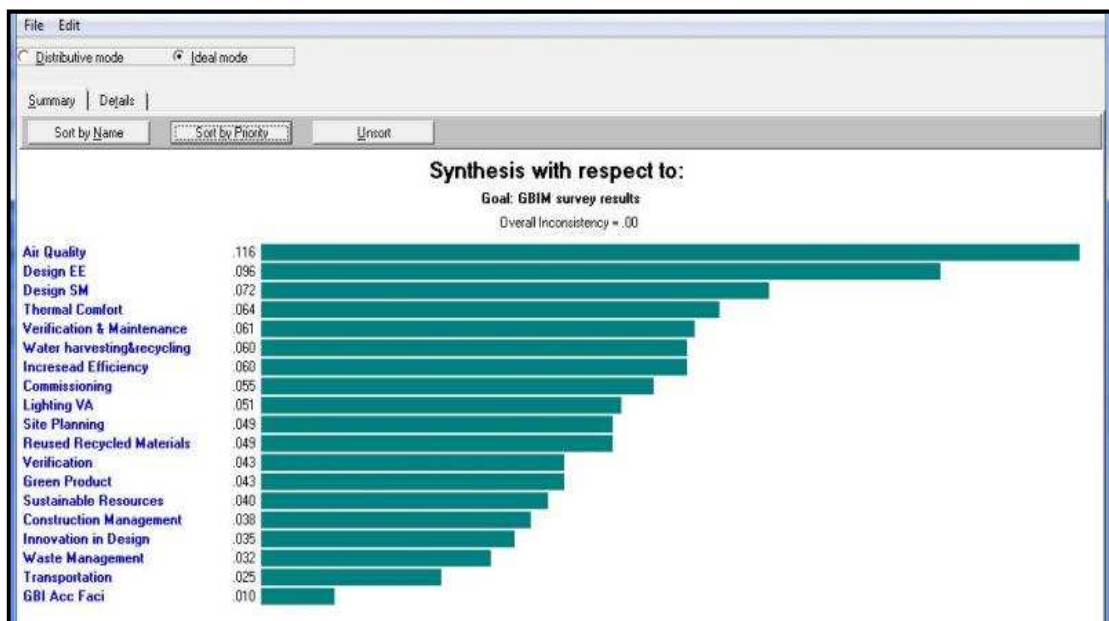 File Edit
Distributive mode Ideal mode
Summary Details
Sort by Name Sort by Priority Unsort
Synthesis with respect to:
Goal: GBIM survey results
Overall Inconsistency = .00
Air Quality .116
Design EE .096
Design SM .072
Thermal Comfort .064
Verification & Maintenance .061
Water harvesting&recycling .060
Incresead Efficiency .060
Commissioning .055
Lighting VA .051
Site Planning .049
Reused Recycled Materials .049
Verification .043
Green Product .043
Sustainable Resources .040
Construction Management .038
Innovation in Design .035
Waste Management .032
Transportation .025
GBI Acc Faci .010